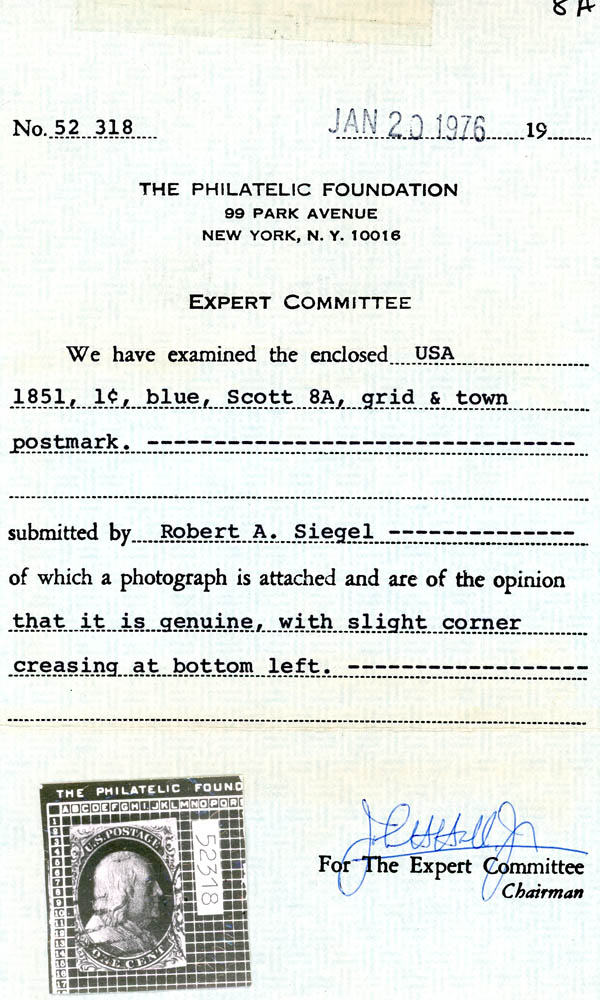 8A
No. 52 318 JAN 20 1976 19
THE PHILATELIC FOUNDATION
99 PARK AVENUE
NEW YORK, N. Y. 10016
EXPERT COMMITTEE
We have examined the enclosed USA
1851, 1¢, blue, Scott 8A, grid & town
postmark.
submitted by Robert A. Siegel
of which a photograph is attached and are of the opinion
that it is genuine, with slight corner
creasing at bottom left.
THE PHILATELIC FOUND
ABCDEFGHIJKLMNOPQR
U.S. POSTAGE
ONE CENT
52318
For The Expert Committee
Chairman